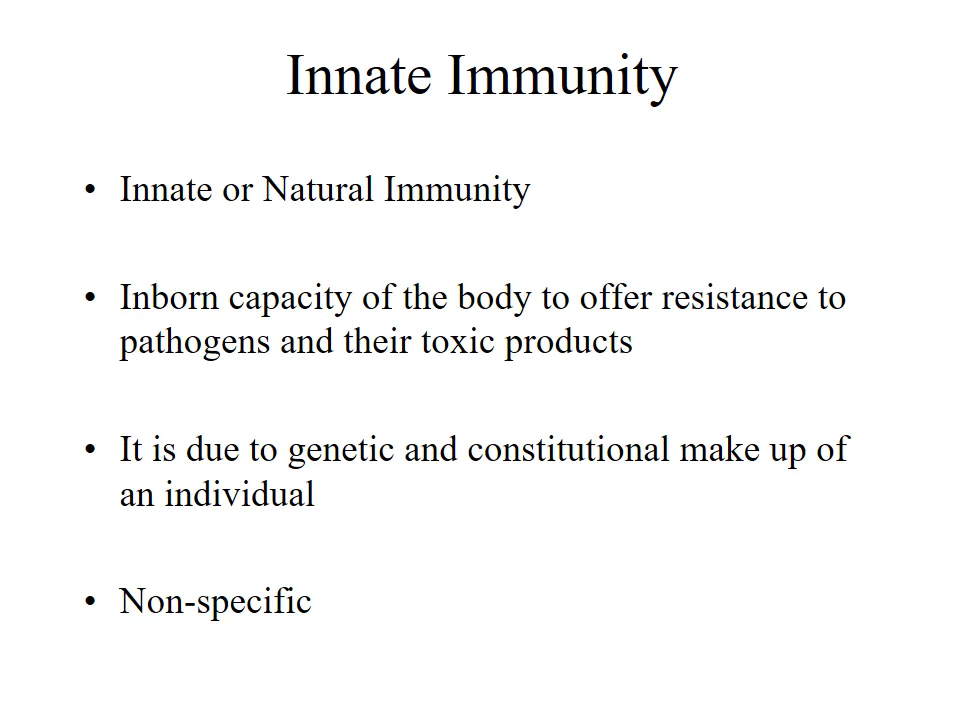 Innate Immunity
• Innate or Natural Immunity
• Inborn capacity of the body to offer resistance to
pathogens and their toxic products
• It is due to genetic and constitutional make up of
an individual
• Non-specific